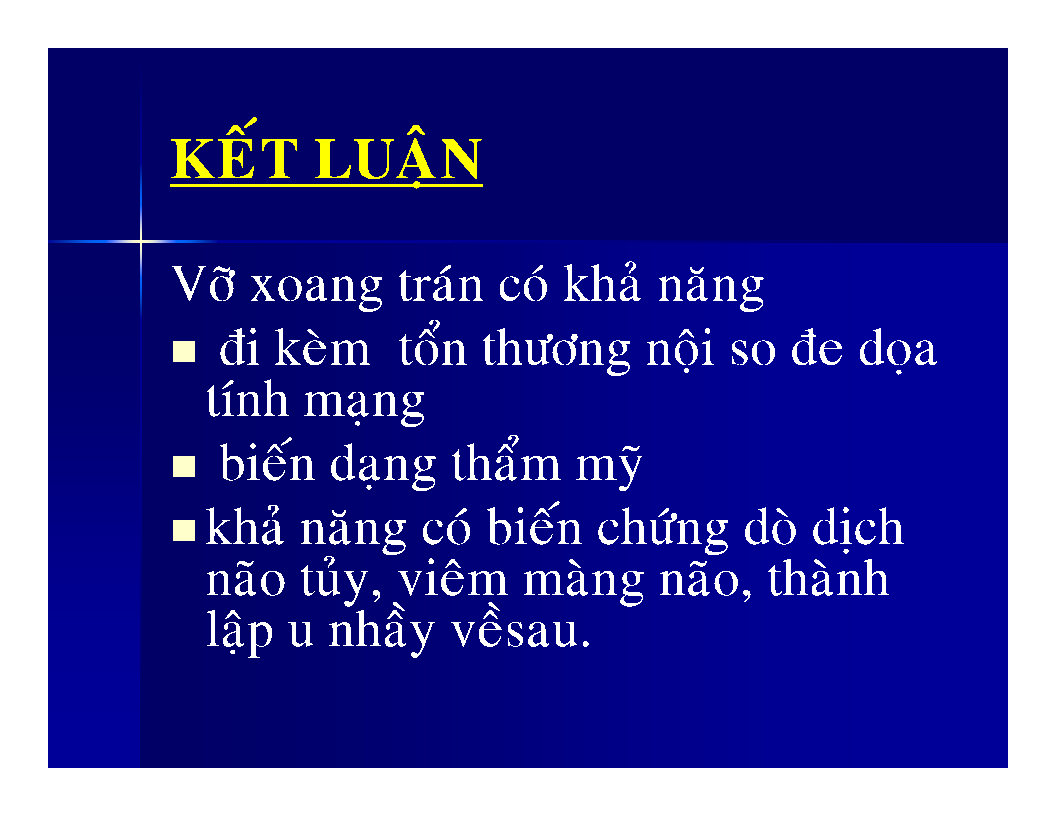 KẾT LUẬN
Vỡ xoang trán có khả năng
đi kèm tổn thương nội so đe dọa
tính mạng
biến dạng thẩm mỹ
khả năng có biến chứng dò dịch
não tủy, viêm màng não, thành
lập u nhầy vềsau.